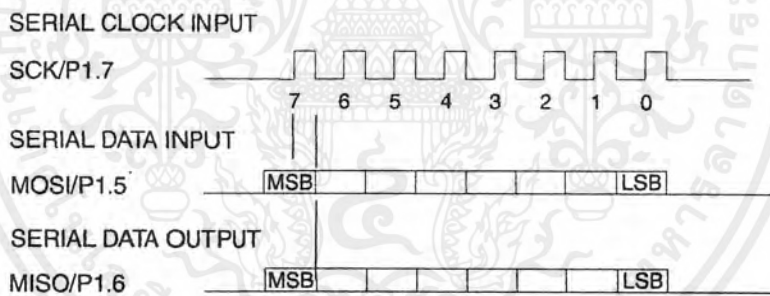 SERIAL CLOCK INPUT
SCK/P1.7
7 6 5 4 3 2 1 0
SERIAL DATA INPUT
MOSI/P1.5
MSB LSB
SERIAL DATA OUTPUT
MISO/P1.6
MSB LSB